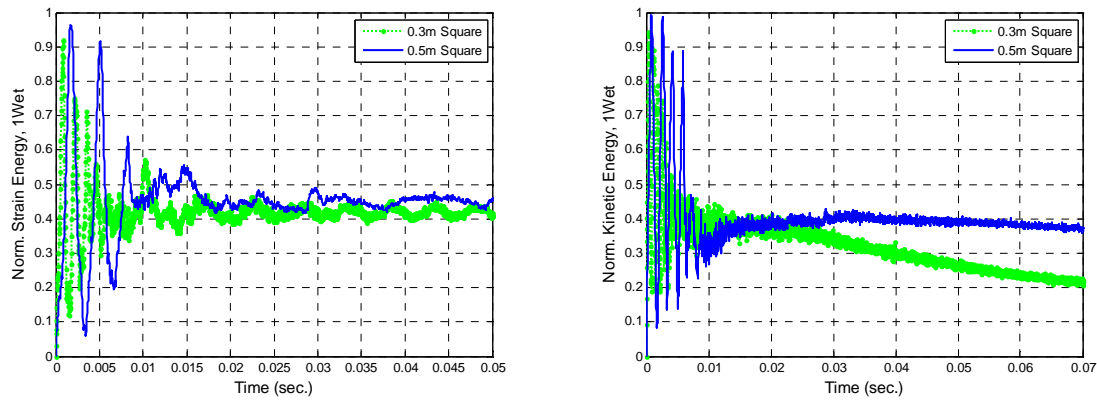 0.3m Square
0.5m Square
Norm. Strain Energy, 1Wet
1
0.9
0.8
0.7
0.6
0.5
0.4
0.3
0.2
0.1
0
0 0.005 0.01 0.015 0.02 0.025 0.03 0.035 0.04 0.045 0.05
Time (sec.)
0.3m Square
0.5m Square
Norm. Kinetic Energy, 1Wet
1
0.9
0.8
0.7
0.6
0.5
0.4
0.3
0.2
0.1
0
0 0.01 0.02 0.03 0.04 0.05 0.06 0.07
Time (sec.)